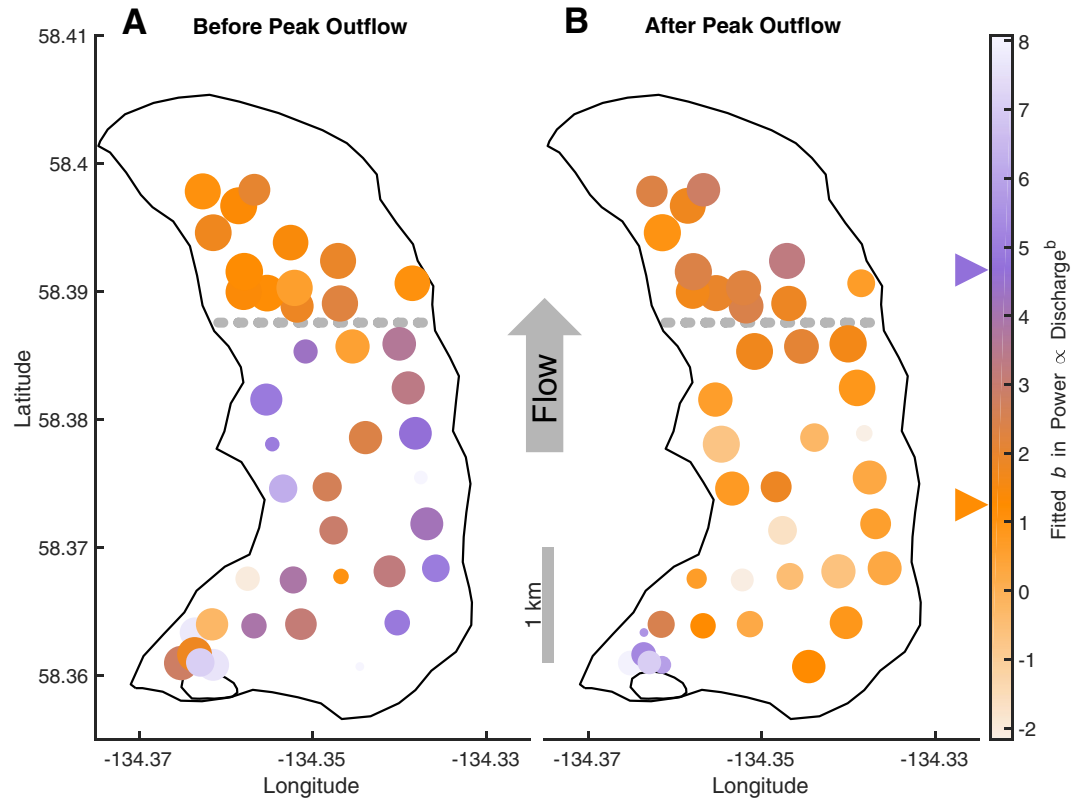 A Before Peak Outflow
B After Peak Outflow
58.41
58.4
58.39
58.38
58.37
58.36
Latitude
Flow
1 km
-134.37
-134.35
-134.33
Longitude
-134.37
-134.35
-134.33
Longitude
8
7
6
5
4
3
2
1
0
-1
-2
Fitted b in Power ∝ Discharge^b